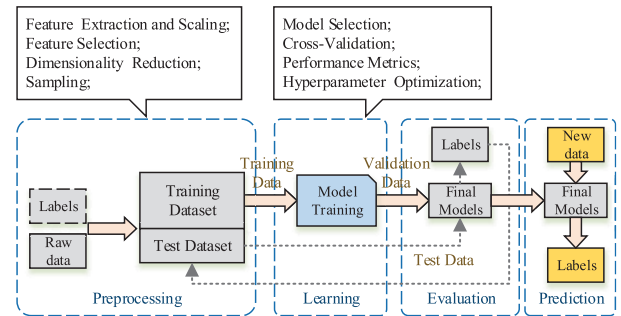 Feature Extraction and Scaling;
Feature Selection;
Dimensionality Reduction;
Sampling;
Model Selection;
Cross-Validation;
Performance Metrics;
Hyperparameter Optimization;
Labels
Raw
data
Training
Dataset
Test Dataset
Training
Data
Model
Training
Validation
Data
Labels
Final
Models
Test Data
New
data
Final
Models
Labels
Preprocessing
Learning
Evaluation
Prediction